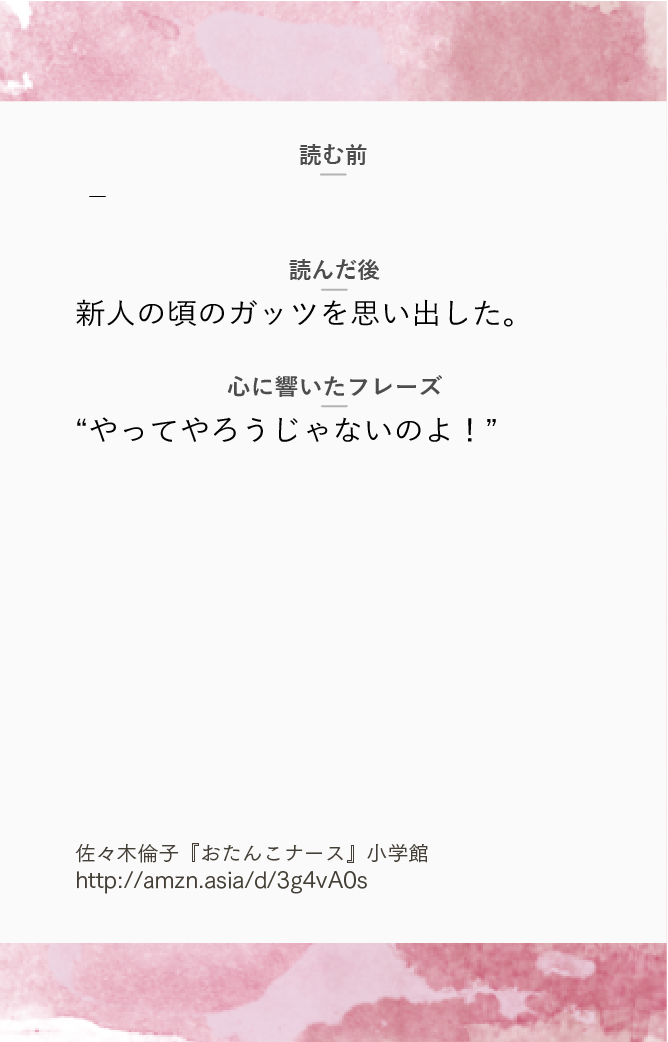 読む前
—
読んだ後
新人の頃のガッツを思い出した。
心に響いたフレーズ
“やってやろうじゃないのよ！”
佐々木倫子『おたんこナース』小学館
http://amzn.asia/d/3g4vA0s